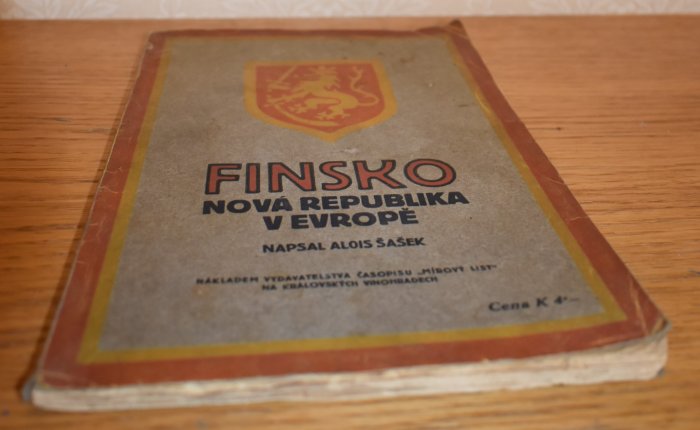 FINSKO
NOVÁ REPUBLIKA
V EVROPĚ
NAPSAL ALOIS ŠAŠEK
NÁKLADEM VYDAVATELSTVA ČASOPISU „MÍROVÝ LIST"
NA KRÁLOVSKÝCH VINOHRADECH
Cena K 4·—